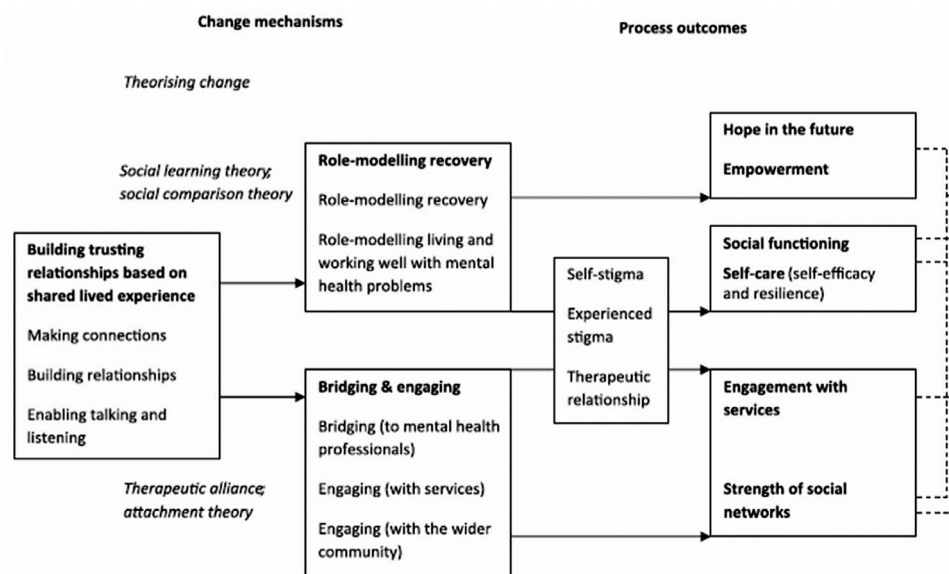 Change mechanisms
Process outcomes
Theorising change
Social learning theory;
social comparison theory
Building trusting
relationships based on
shared lived experience
Making connections
Building relationships
Enabling talking and
listening
Therapeutic alliance;
attachment theory
Role-modelling recovery
Role-modelling recovery
Role-modelling living and
working well with mental
health problems
Bridging & engaging
Bridging (to mental health
professionals)
Engaging (with services)
Engaging (with the wider
community)
Self-stigma
Experienced
stigma
Therapeutic
relationship
Hope in the future
Empowerment
Social functioning
Self-care (self-efficacy
and resilience)
Engagement with
services
Strength of social
networks